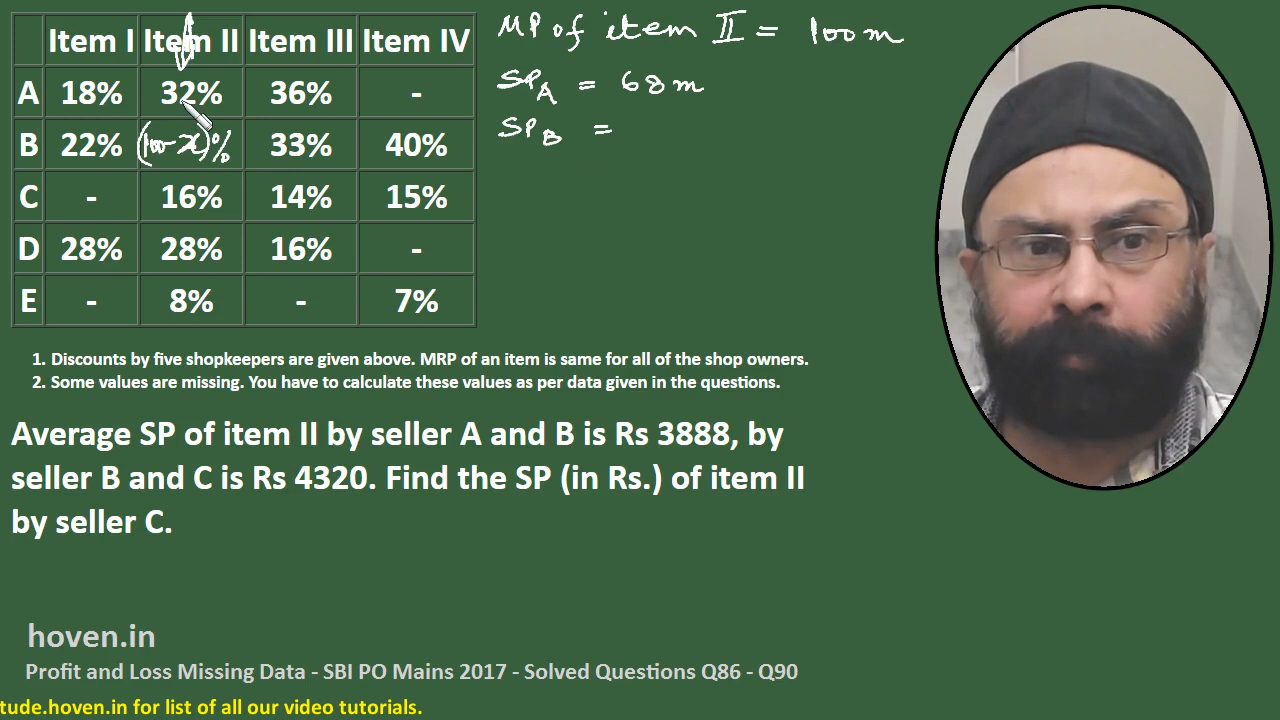 Item I Item II Item III Item IV
A 18% 32% 36% -
B 22% (100-x)% 33% 40%
C - 16% 14% 15%
D 28% 28% 16% -
E - 8% - 7%
MP of item II = 100m
SPA = 68m
SPB =
1. Discounts by five shopkeepers are given above. MRP of an item is same for all of the shop owners.
2. Some values are missing. You have to calculate these values as per data given in the questions.
Average SP of item II by seller A and B is Rs 3888, by
seller B and C is Rs 4320. Find the SP (in Rs.) of item II
by seller C.
hoven.in
Profit and Loss Missing Data - SBI PO Mains 2017 - Solved Questions Q86 - Q90
tude.hoven.in for list of all our video tutorials.